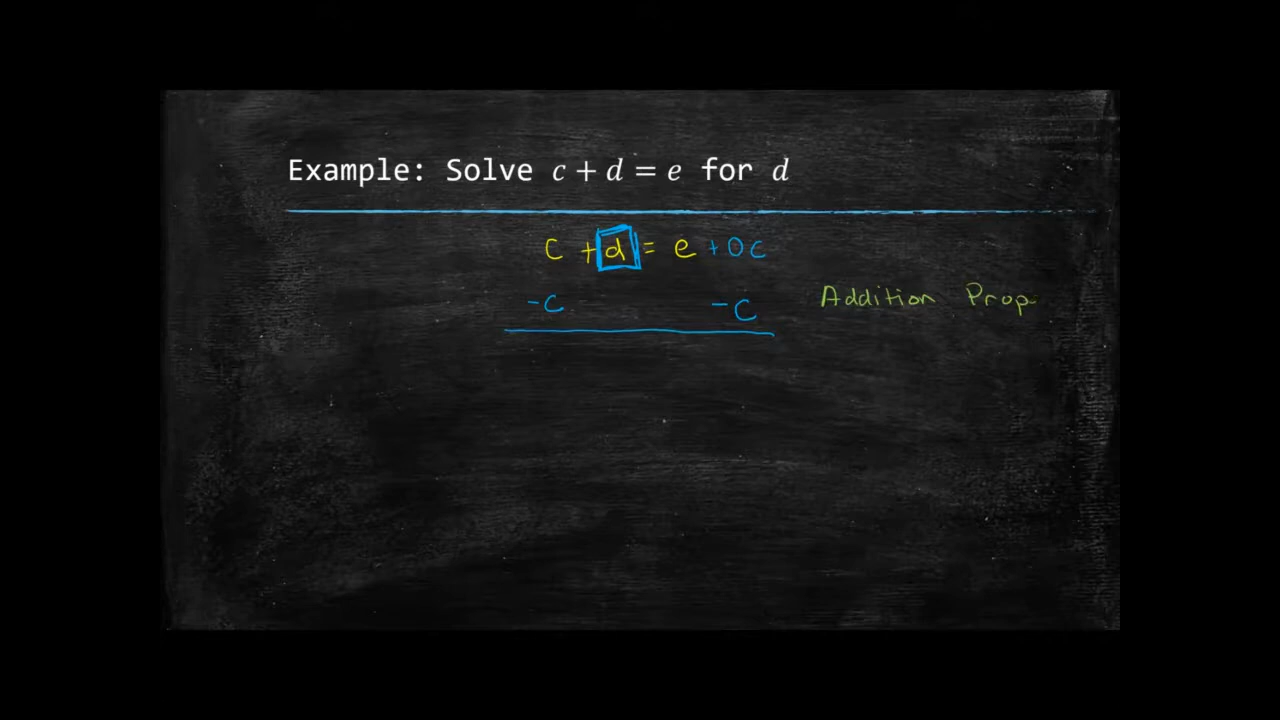 Example: Solve c + d = e for d
c + d = e + 0c
-c -c Addition Prop